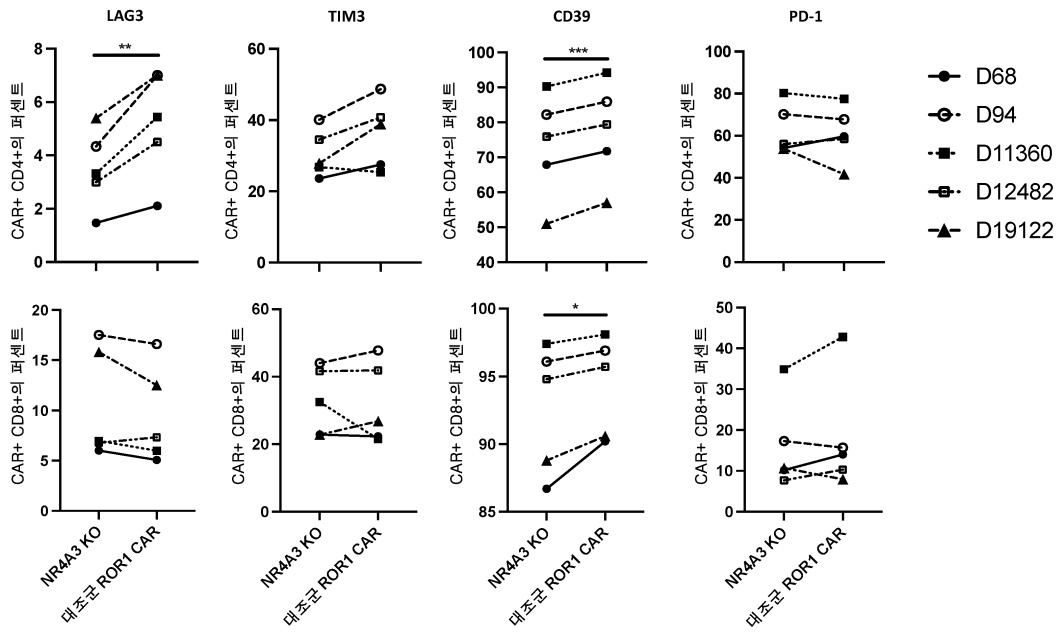 LAG3 TIM3 CD39 PD-1
CAR+ CD4+의 퍼센트
8
6
4
2
0
**
CAR+ CD4+의 퍼센트
60
40
20
0
CAR+ CD4+의 퍼센트
100
90
80
70
60
50
40
***
CAR+ CD4+의 퍼센트
100
80
60
40
20
0
D68
D94
D11360
D12482
D19122
CAR+ CD8+의 퍼센트
20
15
10
5
0
NR4A3 KO
대조군 ROR1 CAR
CAR+ CD8+의 퍼센트
60
40
20
0
NR4A3 KO
대조군 ROR1 CAR
CAR+ CD8+의 퍼센트
100
95
90
85
*
NR4A3 KO
대조군 ROR1 CAR
CAR+ CD8+의 퍼센트
50
40
30
20
10
0
NR4A3 KO
대조군 ROR1 CAR